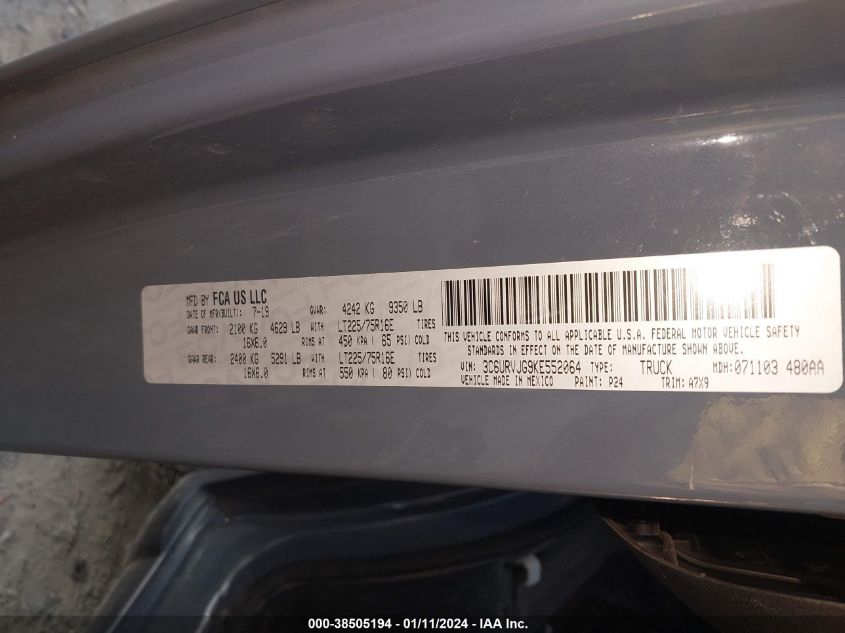 MFD BY FCA US LLC
DATE OF MFR(BUILT): 7-19 GVWR: 4242 KG 9350 LB
GAWR FRONT: 2100 KG 4629 LB WITH LT225/75R16E TIRES
16X6.0 RIMS AT 450 KPA ( 65 PSI) COLD
GAWR REAR: 2400 KG 5291 LB WITH LT225/75R16E TIRES
16X6.0 RIMS AT 550 KPA ( 80 PSI) COLD
THIS VEHICLE CONFORMS TO ALL APPLICABLE U.S.A. FEDERAL MOTOR VEHICLE SAFETY
STANDARDS IN EFFECT ON THE DATE OF MANUFACTURE SHOWN ABOVE.
VIN: 3C6URVJG9KE552064 TYPE: TRUCK MDH: 071103 480AA
VEHICLE MADE IN MEXICO PAINT: P24 TRIM: A7X9
000-38505194 - 01/11/2024 - IAA Inc.